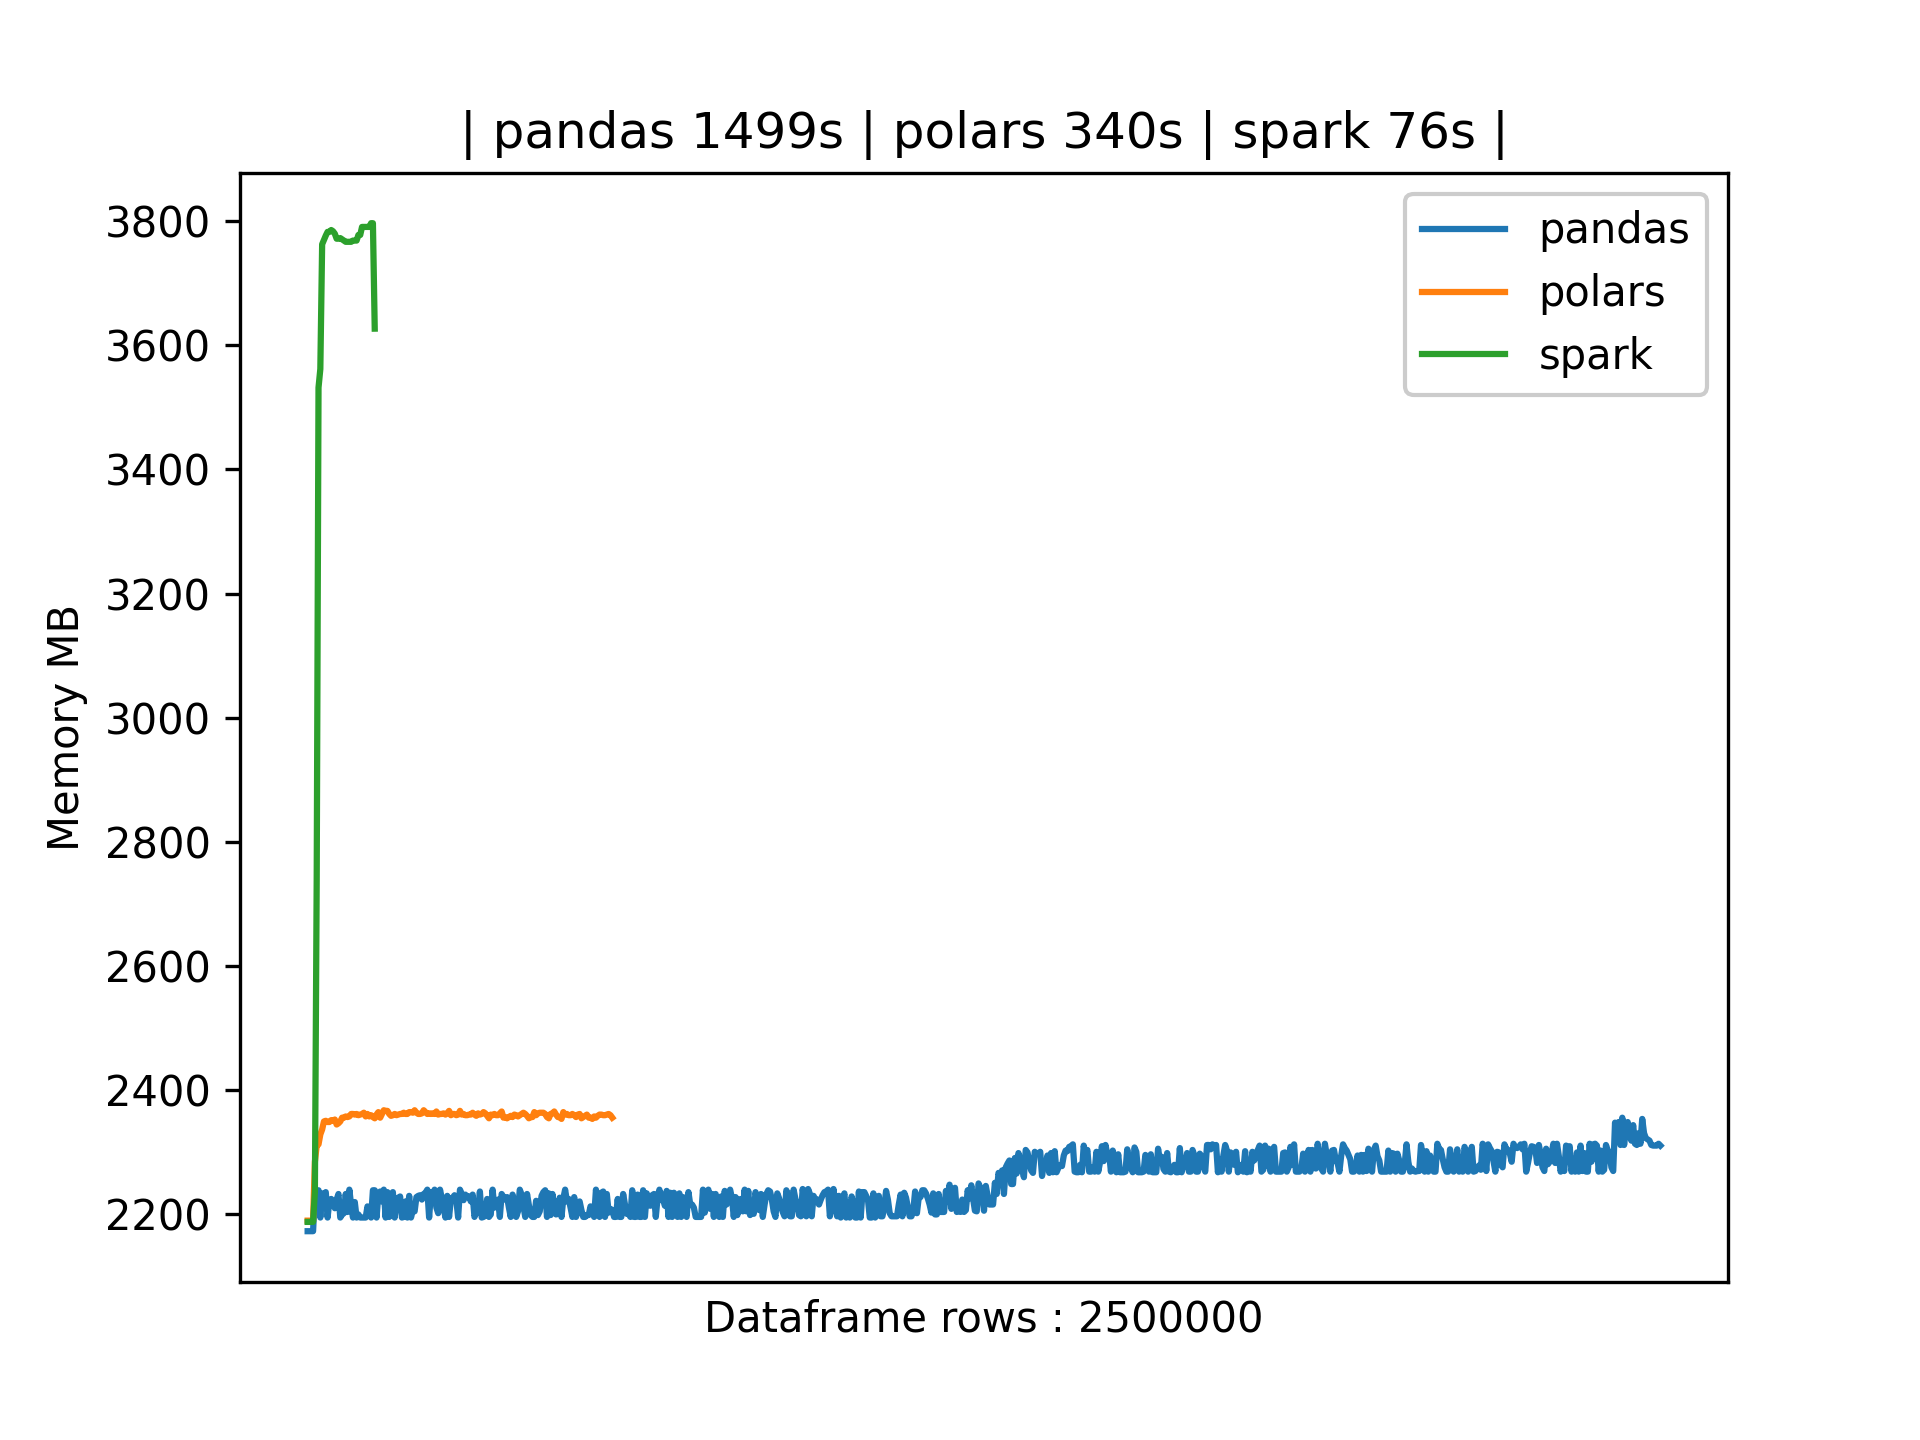 | pandas 1499s | polars 340s | spark 76s |
pandas
polars
spark
3800
3600
3400
3200
3000
2800
2600
2400
2200
Memory MB
Dataframe rows : 2500000